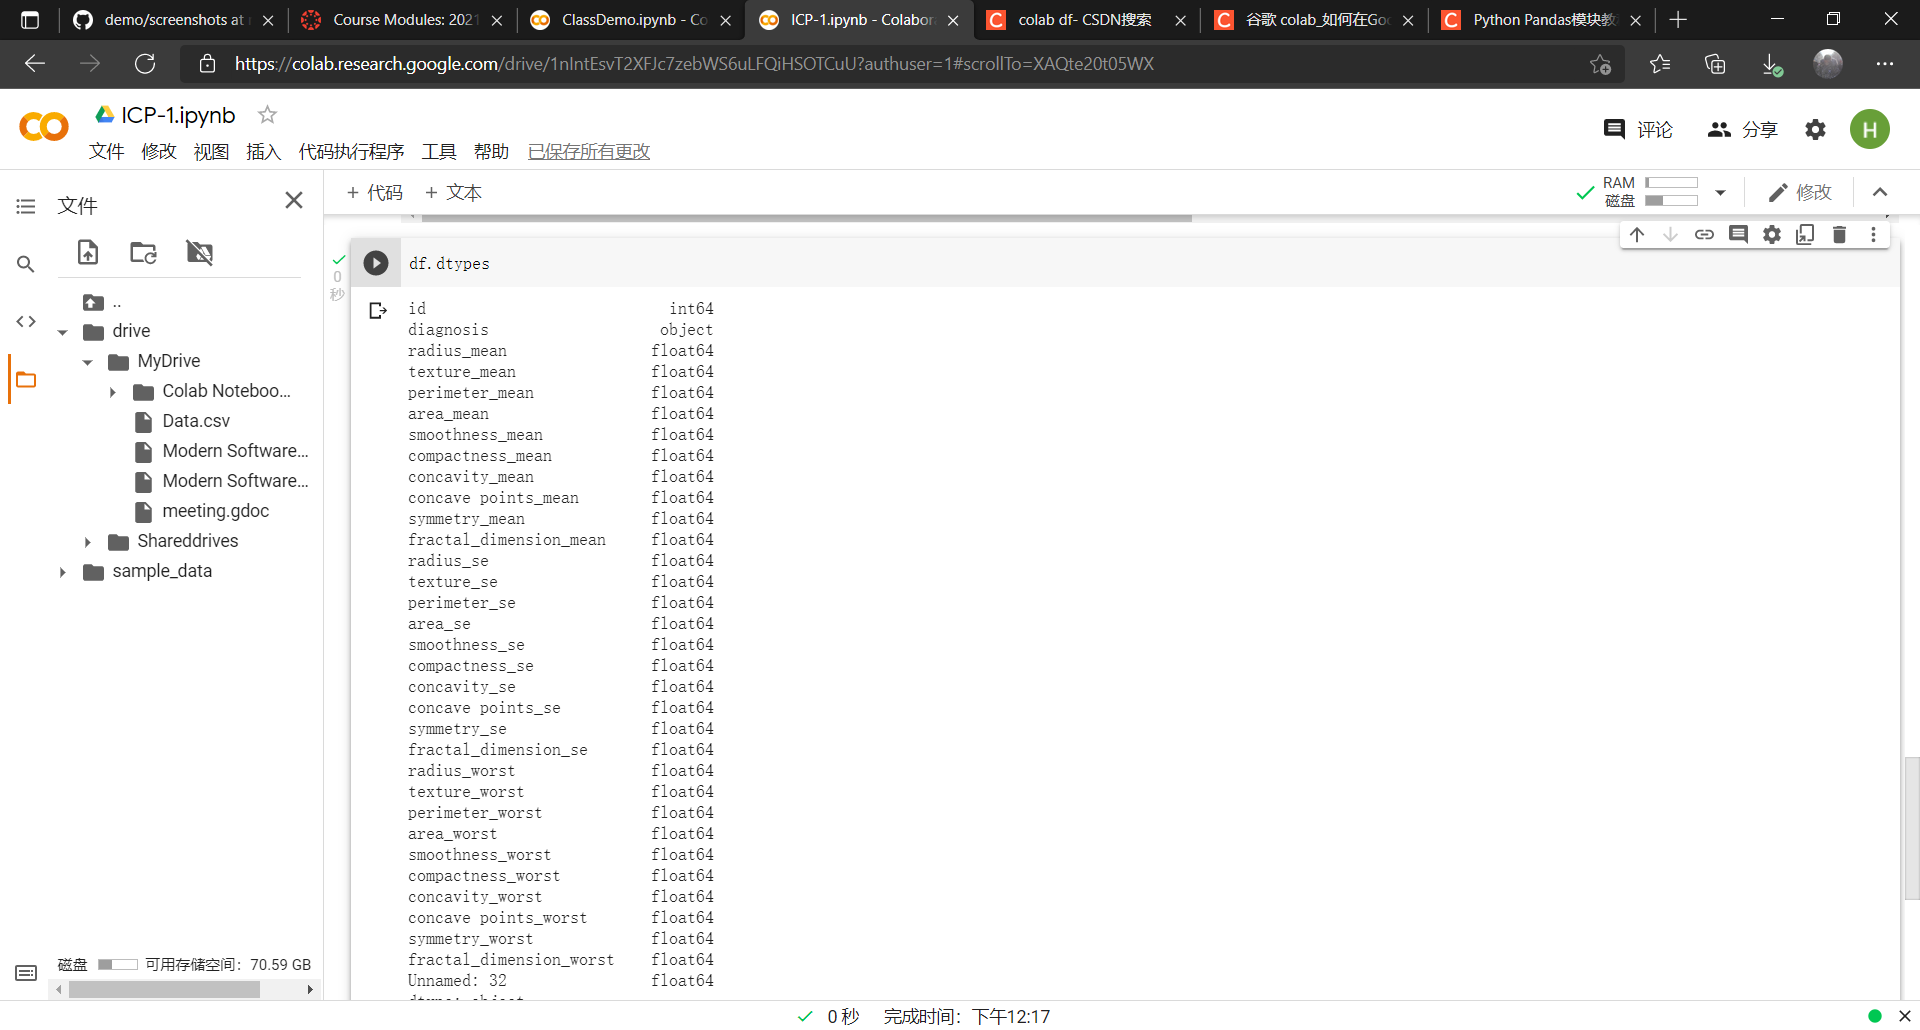 demo/screenshots at
Course Modules: 2021
ClassDemo.ipynb - Co
ICP-1.ipynb - Colabor
colab df- CSDN搜索
谷歌 colab_如何在Go
Python Pandas模块教
https://colab.research.google.com/drive/1nIntEsvT2XFJc7zebWS6uLFQiHSOTCuU?authuser=1#scrollTo=XAQte20t05WX
ICP-1.ipynb
评论
分享
H
文件 修改 视图 插入 代码执行程序 工具 帮助 已保存所有更改
文件
+ 代码 + 文本
RAM
磁盘
修改
..
drive
MyDrive
Colab Noteboo...
Data.csv
Modern Software...
Modern Software...
meeting.gdoc
Shareddrives
sample_data
磁盘 可用存储空间: 70.59 GB
0
秒
df.dtypes
id int64
diagnosis object
radius_mean float64
texture_mean float64
perimeter_mean float64
area_mean float64
smoothness_mean float64
compactness_mean float64
concavity_mean float64
concave points_mean float64
symmetry_mean float64
fractal_dimension_mean float64
radius_se float64
texture_se float64
perimeter_se float64
area_se float64
smoothness_se float64
compactness_se float64
concavity_se float64
concave points_se float64
symmetry_se float64
fractal_dimension_se float64
radius_worst float64
texture_worst float64
perimeter_worst float64
area_worst float64
smoothness_worst float64
compactness_worst float64
concavity_worst float64
concave points_worst float64
symmetry_worst float64
fractal_dimension_worst float64
Unnamed: 32 float64
dtype: object
0 秒 完成时间: 下午12:17